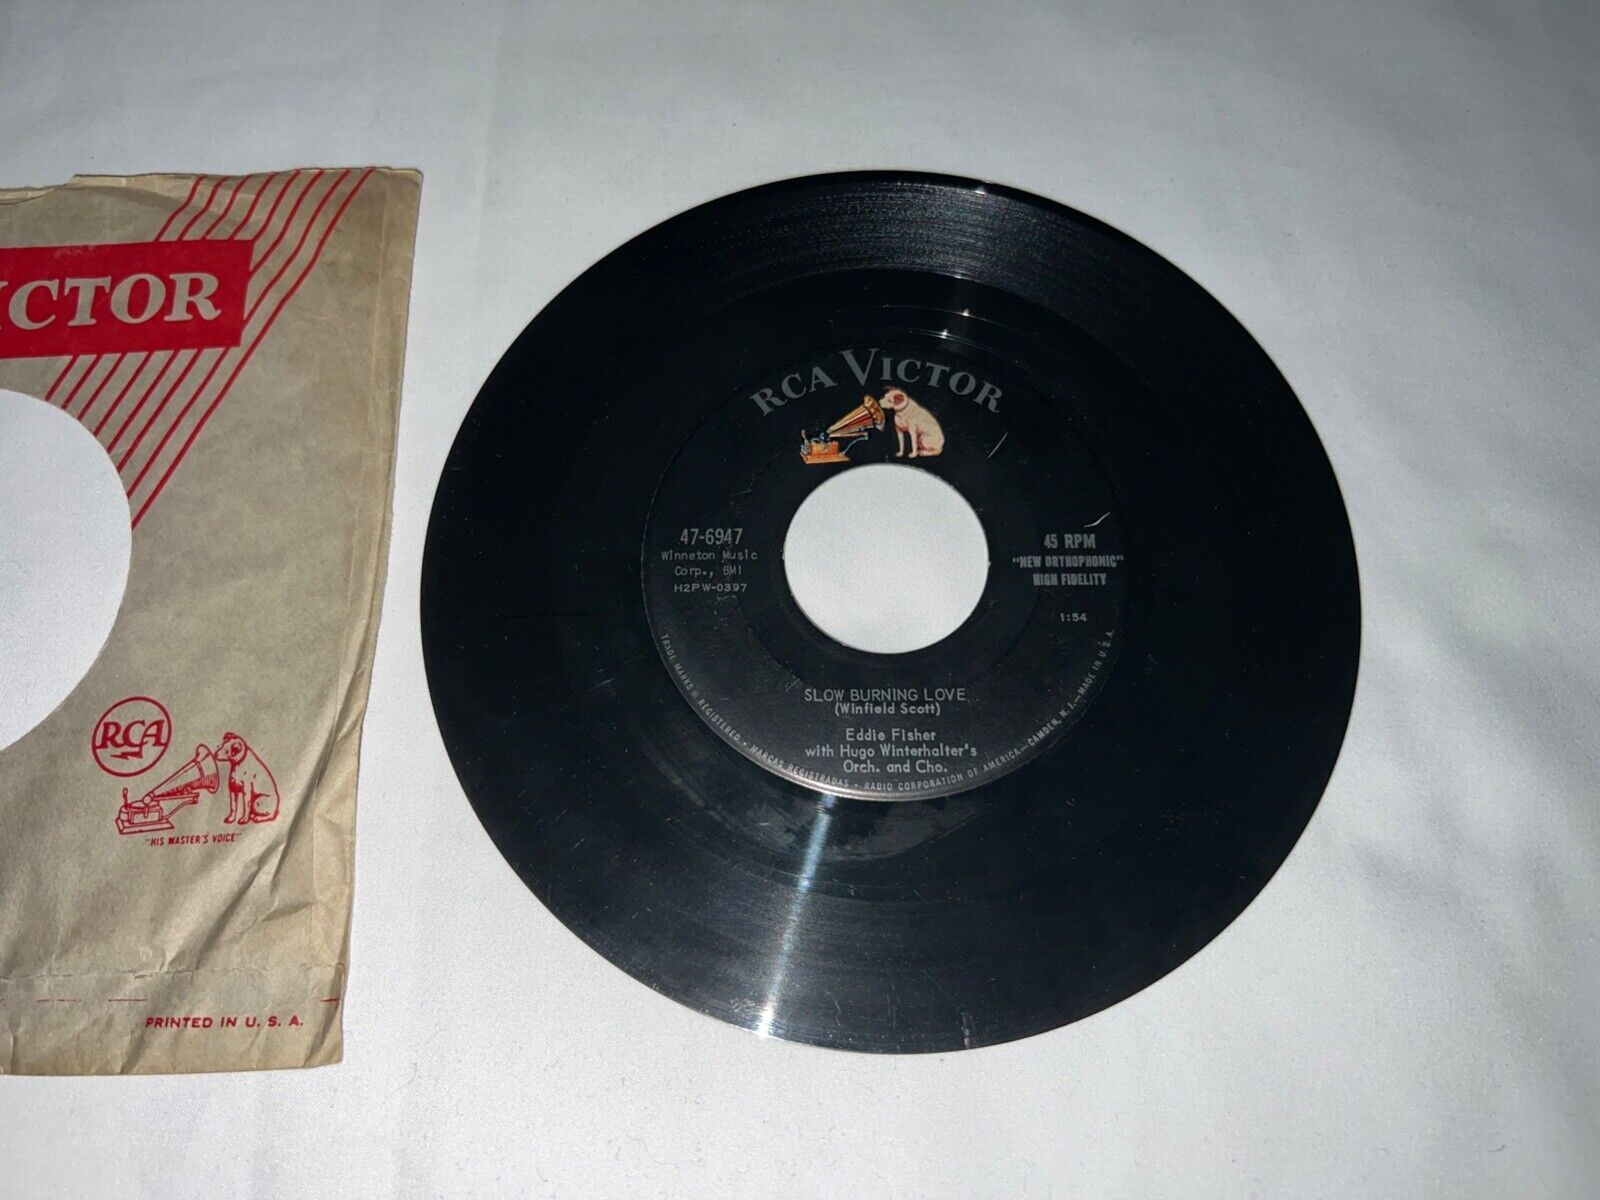 VICTOR
RCA
"HIS MASTER'S VOICE"
PRINTED IN U. S. A.
RCA VICTOR
47-6947
Winneton Music
Corp., BMI
H2PW-0397
45 RPM
"NEW ORTHOPHONIC"
HIGH FIDELITY
1:54
SLOW BURNING LOVE
(Winfield Scott)
Eddie Fisher
with Hugo Winterhalter's
Orch. and Cho.
TRADE MARKS ® REGISTERED • MARCAS REGISTRADAS • RADIO CORPORATION OF AMERICA—CAMDEN, N. J.—MADE IN U.S.A.